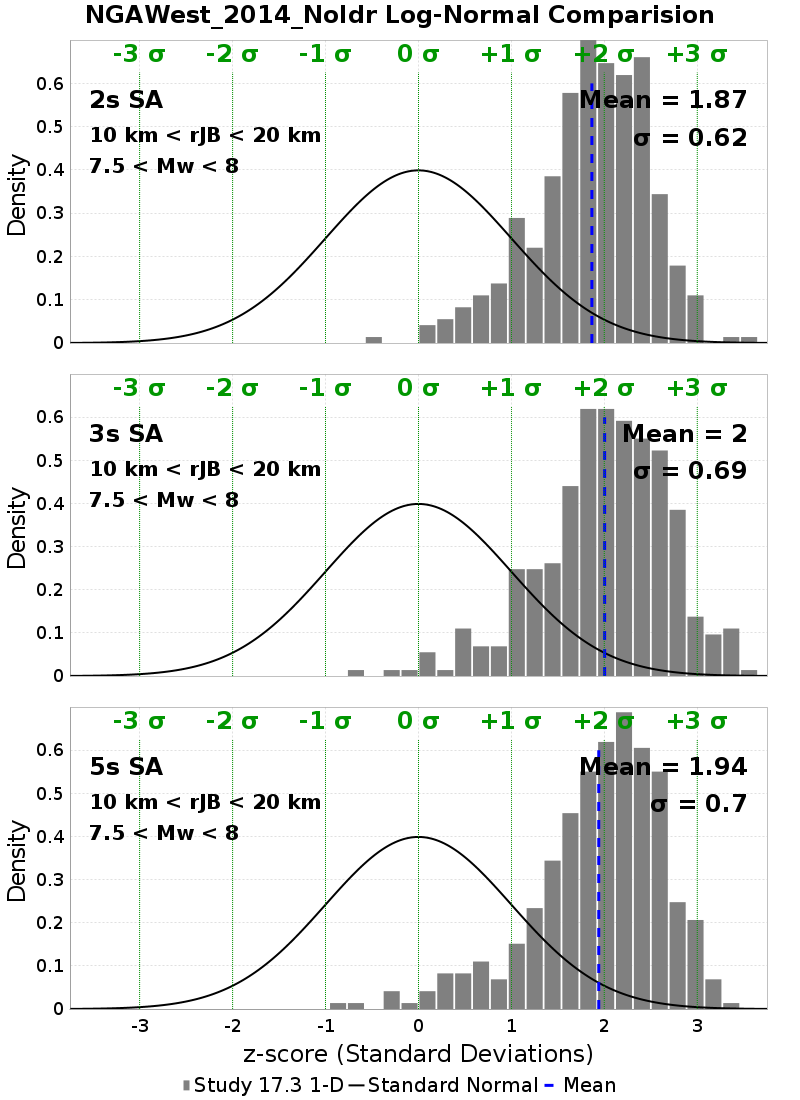 NGAWest_2014_NoIdr Log-Normal Comparision
-3 σ -2 σ -1 σ 0 σ +1 σ +2 σ +3 σ
2s SA
Mean = 1.87
10 km < rJB < 20 km
σ = 0.62
7.5 < Mw < 8
0.6
0.5
0.4
0.3
0.2
0.1
0
Density
-3 σ -2 σ -1 σ 0 σ +1 σ +2 σ +3 σ
3s SA
Mean = 2
10 km < rJB < 20 km
σ = 0.69
7.5 < Mw < 8
0.6
0.5
0.4
0.3
0.2
0.1
0
Density
-3 σ -2 σ -1 σ 0 σ +1 σ +2 σ +3 σ
5s SA
Mean = 1.94
10 km < rJB < 20 km
σ = 0.7
7.5 < Mw < 8
0.6
0.5
0.4
0.3
0.2
0.1
0
Density
-3 -2 -1 0 1 2 3
z-score (Standard Deviations)
Study 17.3 1-D Standard Normal Mean